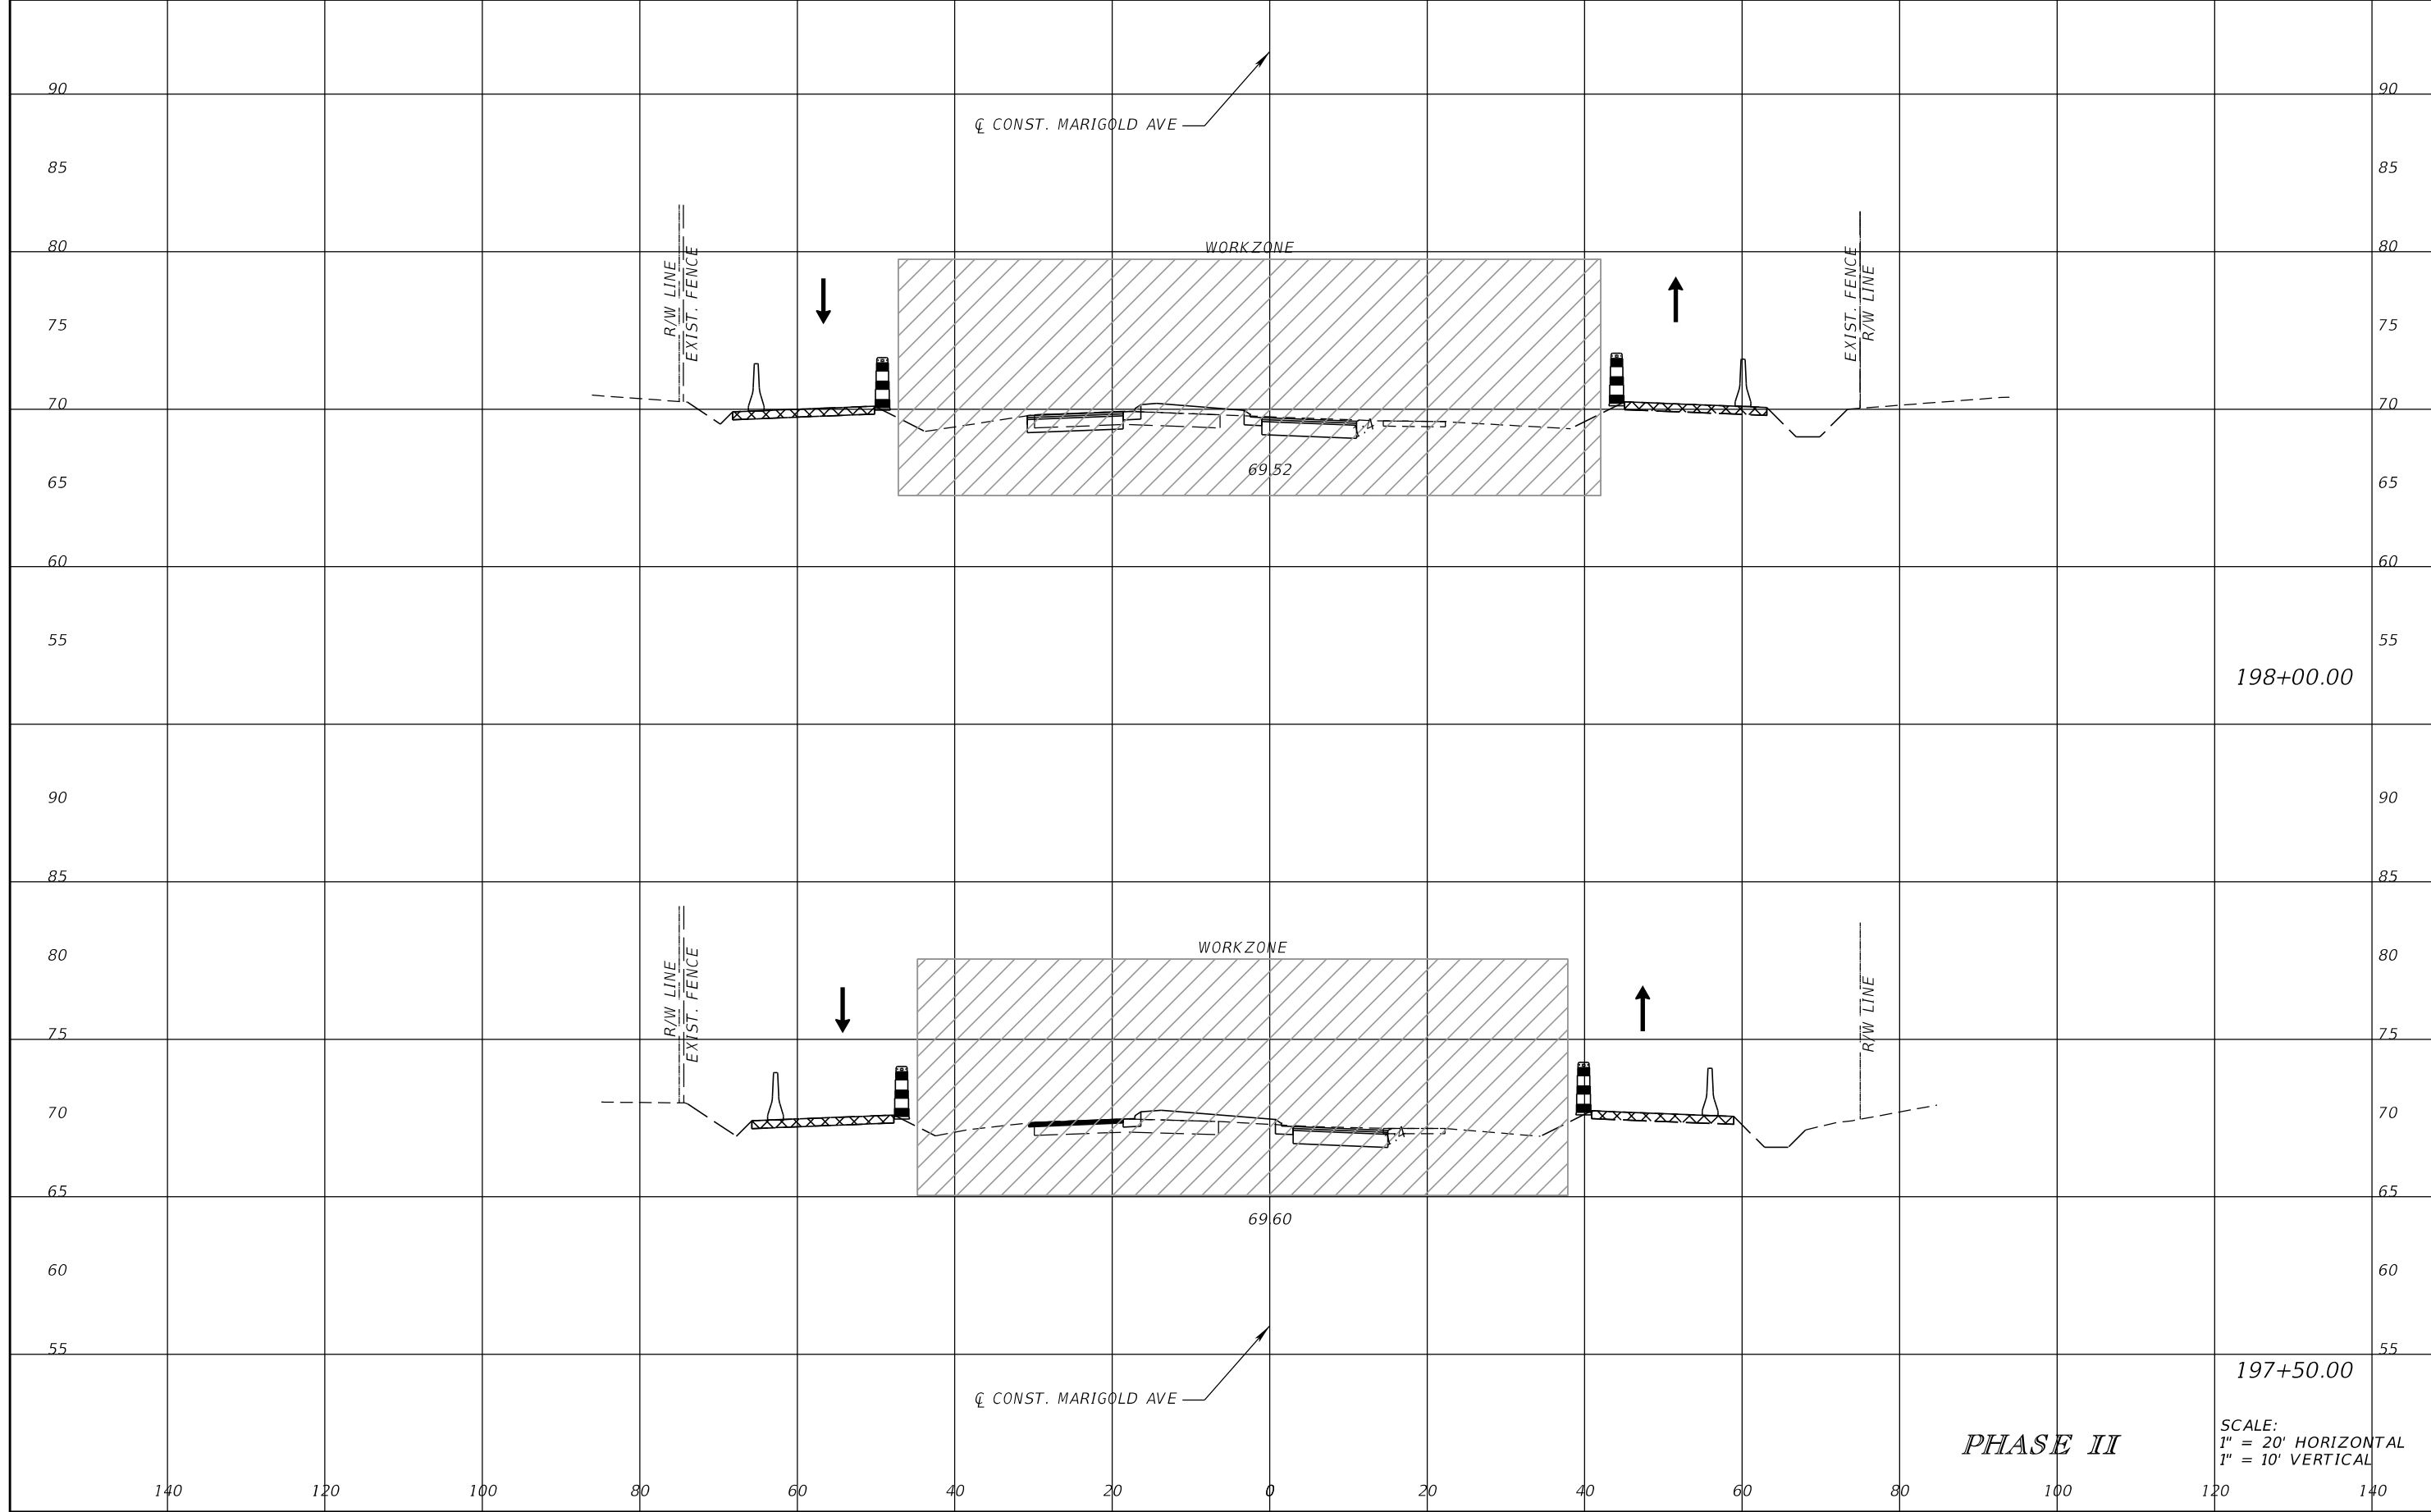 90 90
℄ CONST. MARIGOLD AVE
85 85
80 WORKZONE 80
R/W LINE
EXIST. FENCE
EXIST. FENCE
R/W LINE
75 75
70 70
1:4
69.52
65 65
60 60
55 55
198+00.00
90 90
85 85
80 WORKZONE 80
R/W LINE
EXIST. FENCE
R/W LINE
75 75
70 70
1:4
65 65
69.60
60 60
55 55
197+50.00
℄ CONST. MARIGOLD AVE
PHASE II
SCALE:
1" = 20' HORIZONTAL
1" = 10' VERTICAL
140 120 100 80 60 40 20 0 20 40 60 80 100 120 140